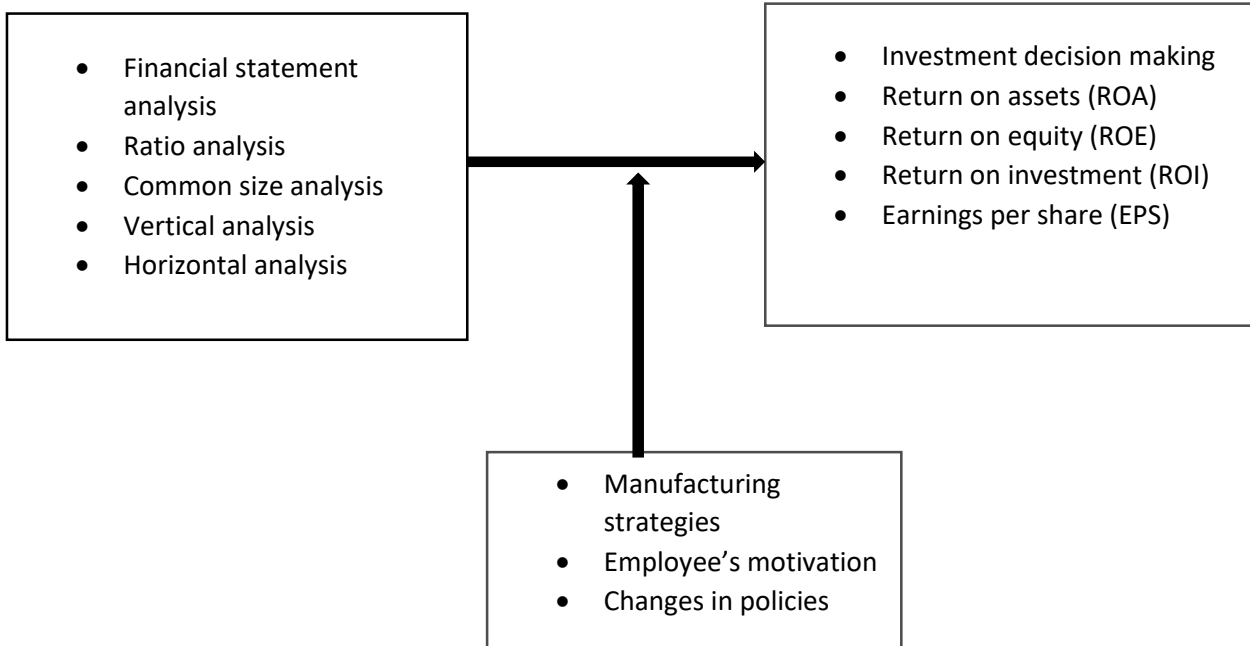 • Financial statement
analysis
• Ratio analysis
• Common size analysis
• Vertical analysis
• Horizontal analysis
• Investment decision making
• Return on assets (ROA)
• Return on equity (ROE)
• Return on investment (ROI)
• Earnings per share (EPS)
• Manufacturing
strategies
• Employee’s motivation
• Changes in policies